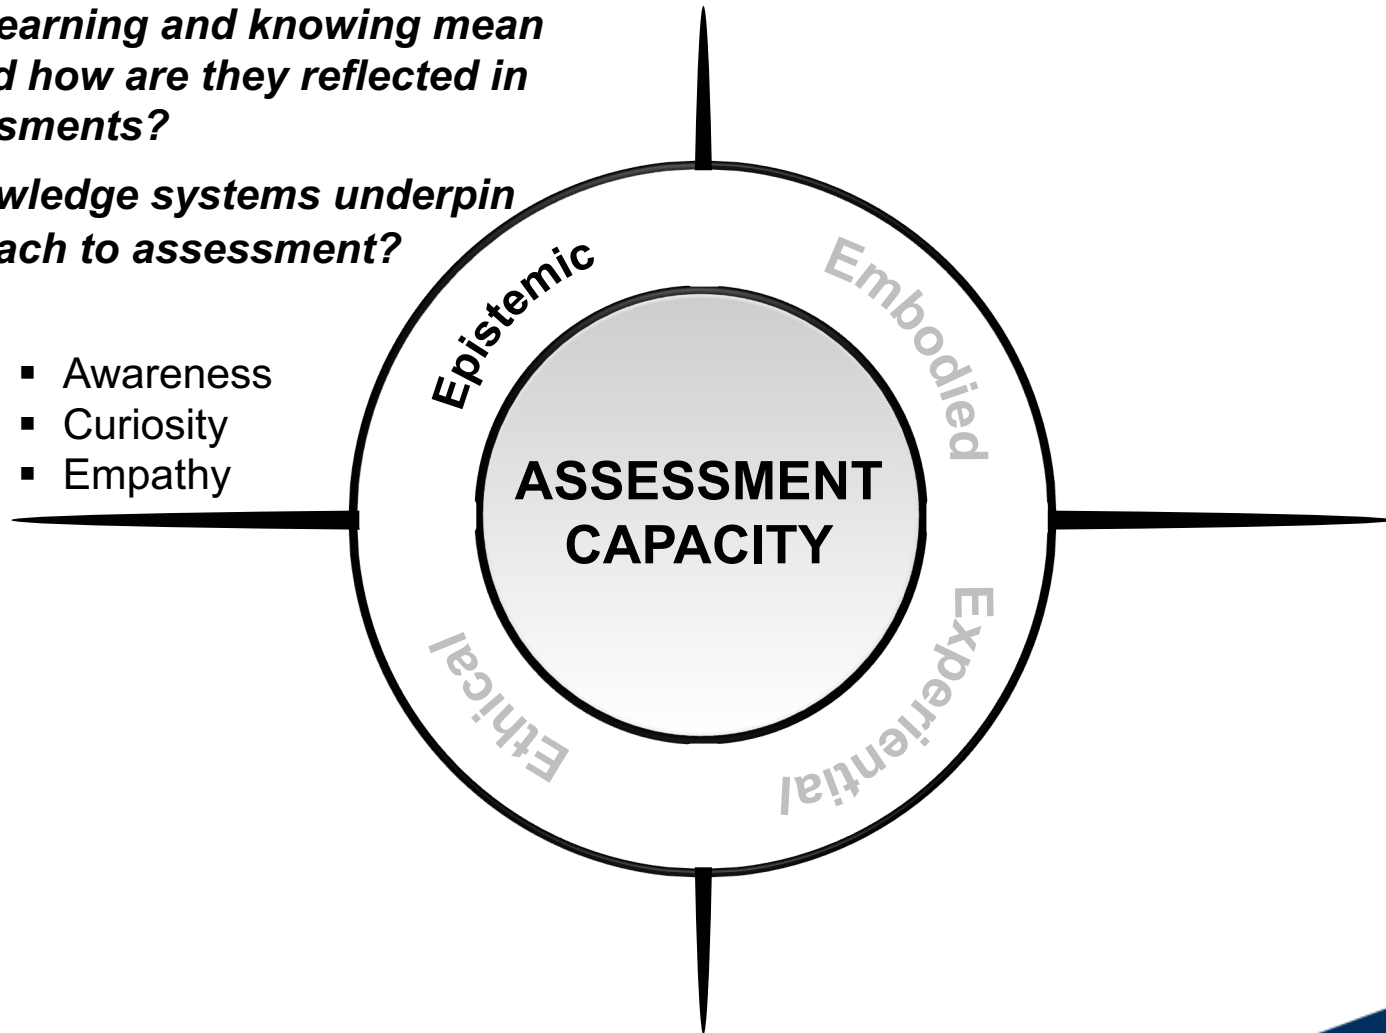 earning and knowing mean
d how are they reflected in
sments?
wledge systems underpin
ach to assessment?
Epistemic
Embodied
▪ Awareness
▪ Curiosity
▪ Empathy
ASSESSMENT
CAPACITY
Ethical
Experiential